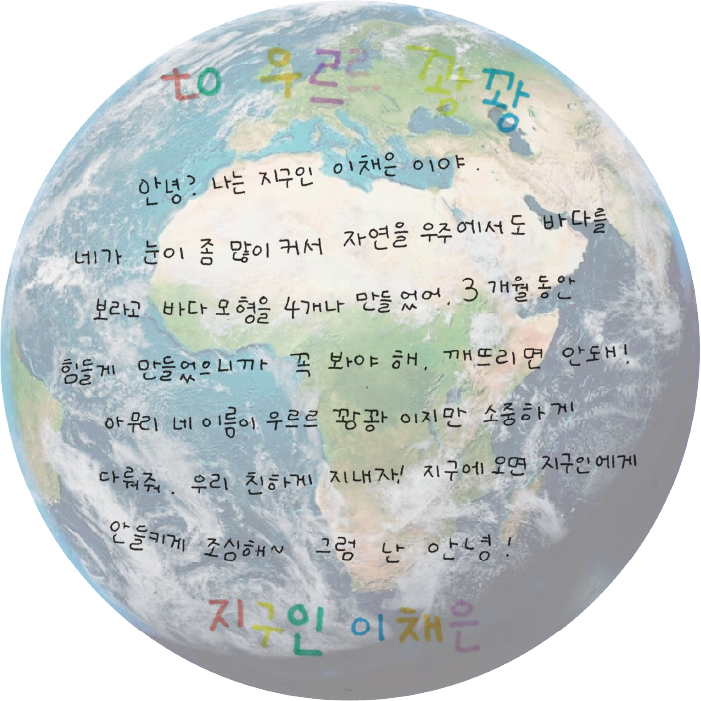 to 우르르 쾅쾅
안녕? 나는 지구인 이채은 이야.
네가 눈이 좀 많이 커서 자연을 우주에서도 바다를
보라고 바다 모형을 4개나 만들었어. 3개월 동안
힘들게 만들었으니까 꼭 봐야 해. 깨뜨리면 안돼!
아무리 네 이름이 우르르 쾅쾅 이지만 소중하게
다뤄줘. 우리 친하게 지내자! 지구에 오면 지구인에게
안들키게 조심해~ 그럼 난 안녕!
지구인 이채은